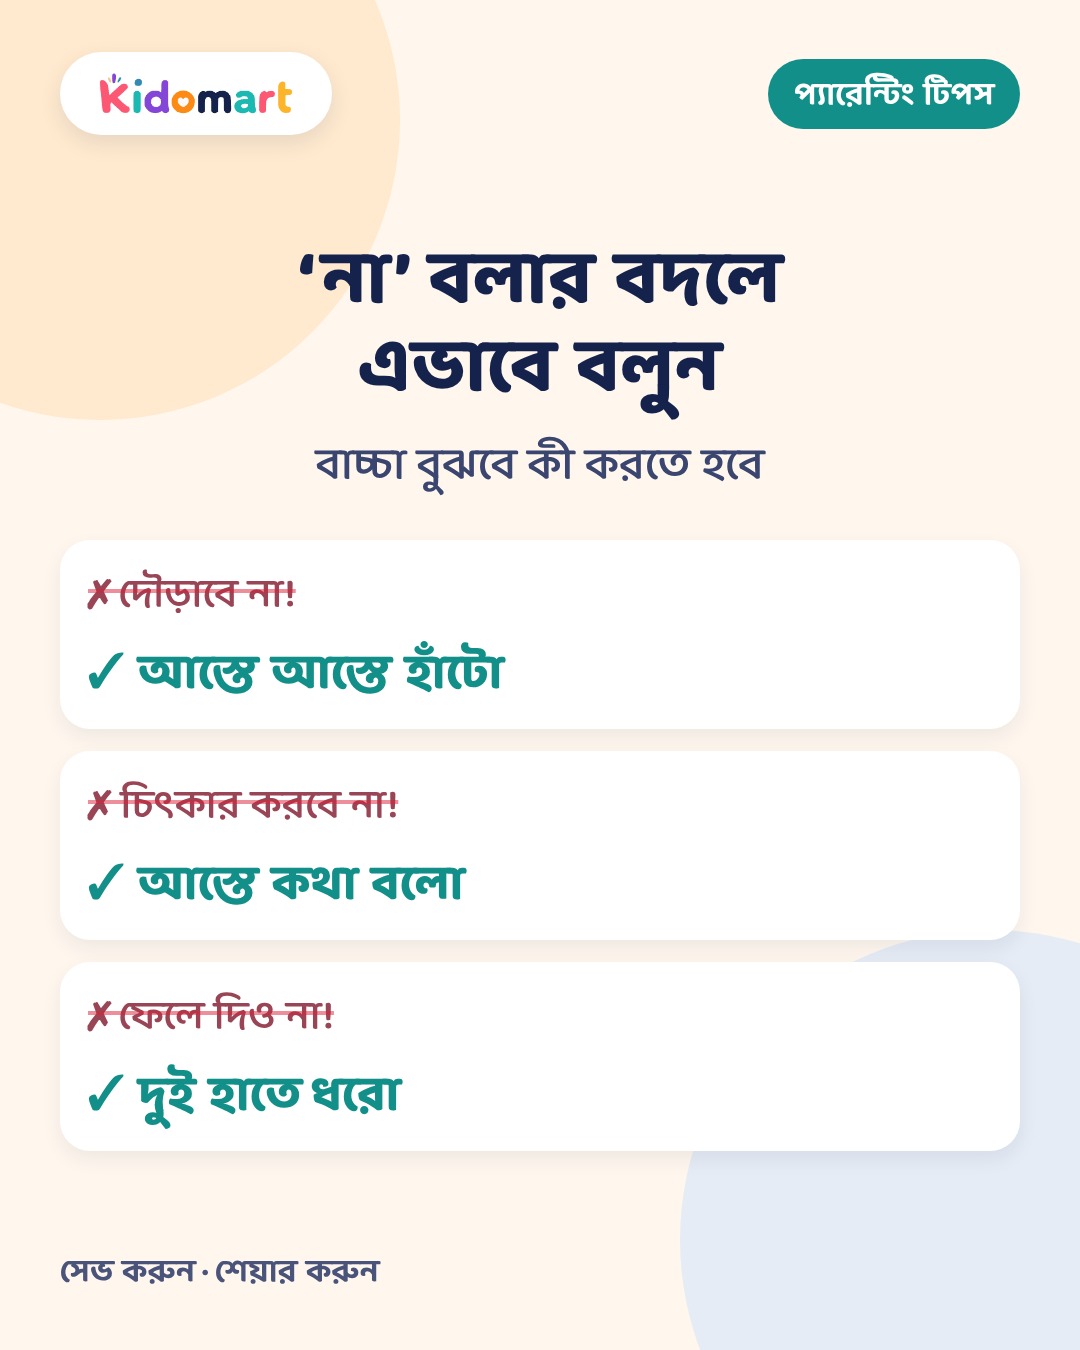 Kidomart
প্যারেন্টিং টিপস
‘না’ বলার বদলে
এভাবে বলুন
বাচ্চা বুঝবে কী করতে হবে
✗ দৌড়াবে না!
✓ আস্তে আস্তে হাঁটো
✗ চিৎকার করবে না!
✓ আস্তে কথা বলো
✗ ফেলে দিও না!
✓ দুই হাতে ধরো
সেভ করুন · শেয়ার করুন